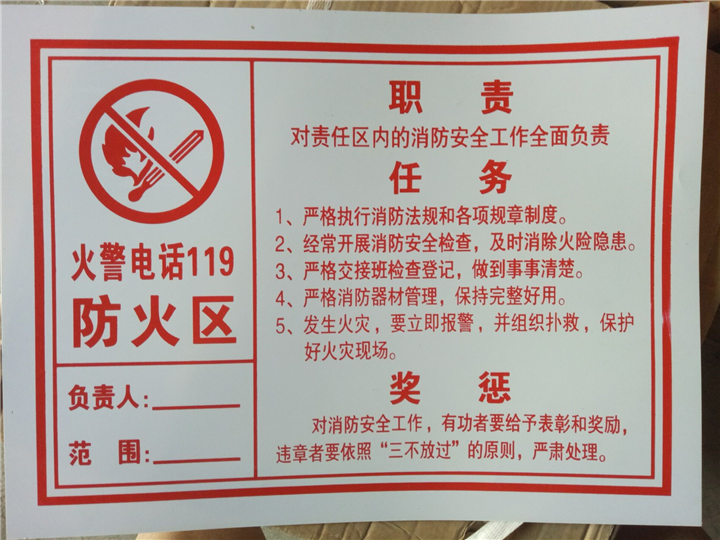 火警电话119
防火区
负责人:
范围:
职责
对责任区内的消防安全工作全面负责
任务
1、严格执行消防法规和各项规章制度。
2、经常开展消防安全检查，及时消除火险隐患。
3、严格交接班检查登记，做到事事清楚。
4、严格消防器材管理，保持完整好用。
5、发生火灾，要立即报警，并组织扑救，保护
好火灾现场。
奖惩
对消防安全工作，有功者要给予表彰和奖励，
违章者要依照“三不放过”的原则，严肃处理。